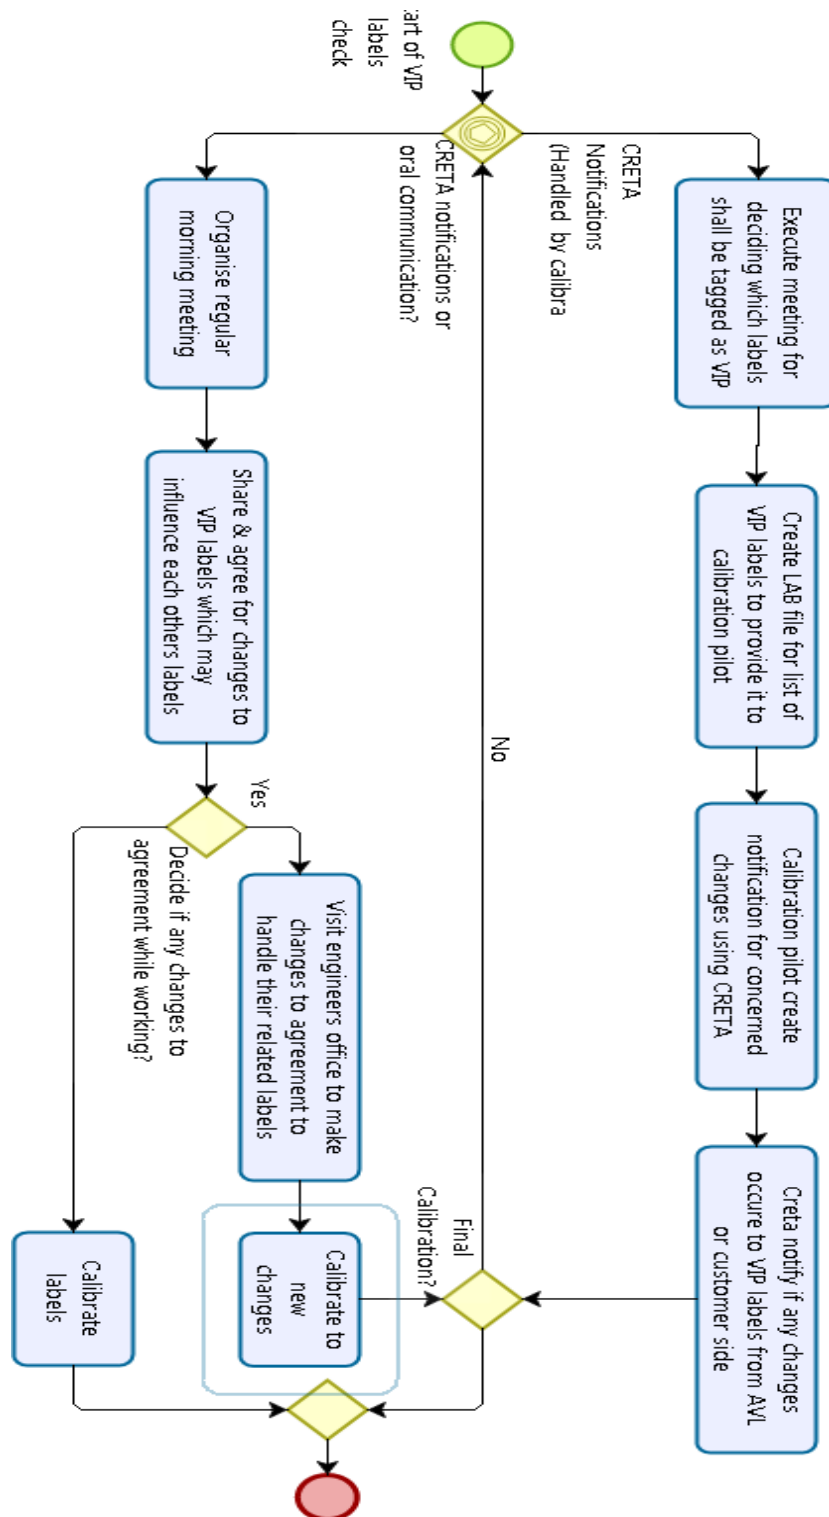 :art of VIP
labels
check
CRETA
Notifications
(Handled by calibra
CRETA notifications or
oral communication?
Execute meeting for
deciding which labels
shall be tagged as VIP
Create LAB file for list of
VIP labels to provide it to
calibration pilot
Calibration pilot create
notification for concerned
changes using CRETA
Creta notify if any changes
occure to VIP labels from AVL
or customer side
Organise regular
morning meeting
Share & agree for changes to
VIP labels which may
influence each others labels
Yes
Decide if any changes to
agreement while working?
Visit engineers office to make
changes to agreement to
handle their related labels
Calibrate to
new
changes
Calibrate
labels
Final
Calibration?
No